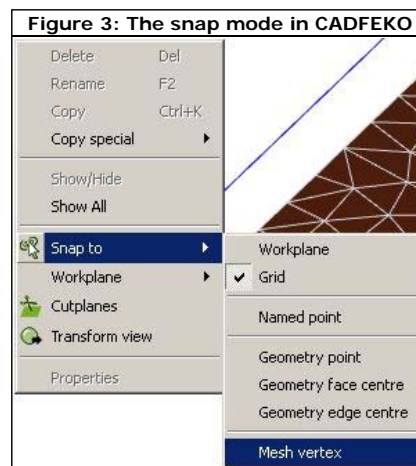 Figure 3: The snap mode in CADFEKO
Delete Del
Rename F2
Copy Ctrl+K
Copy special
Show/Hide
Show All
Snap to
Workplane
Cutplanes
Transform view
Properties
Workplane
Grid
Named point
Geometry point
Geometry face centre
Geometry edge centre
Mesh vertex